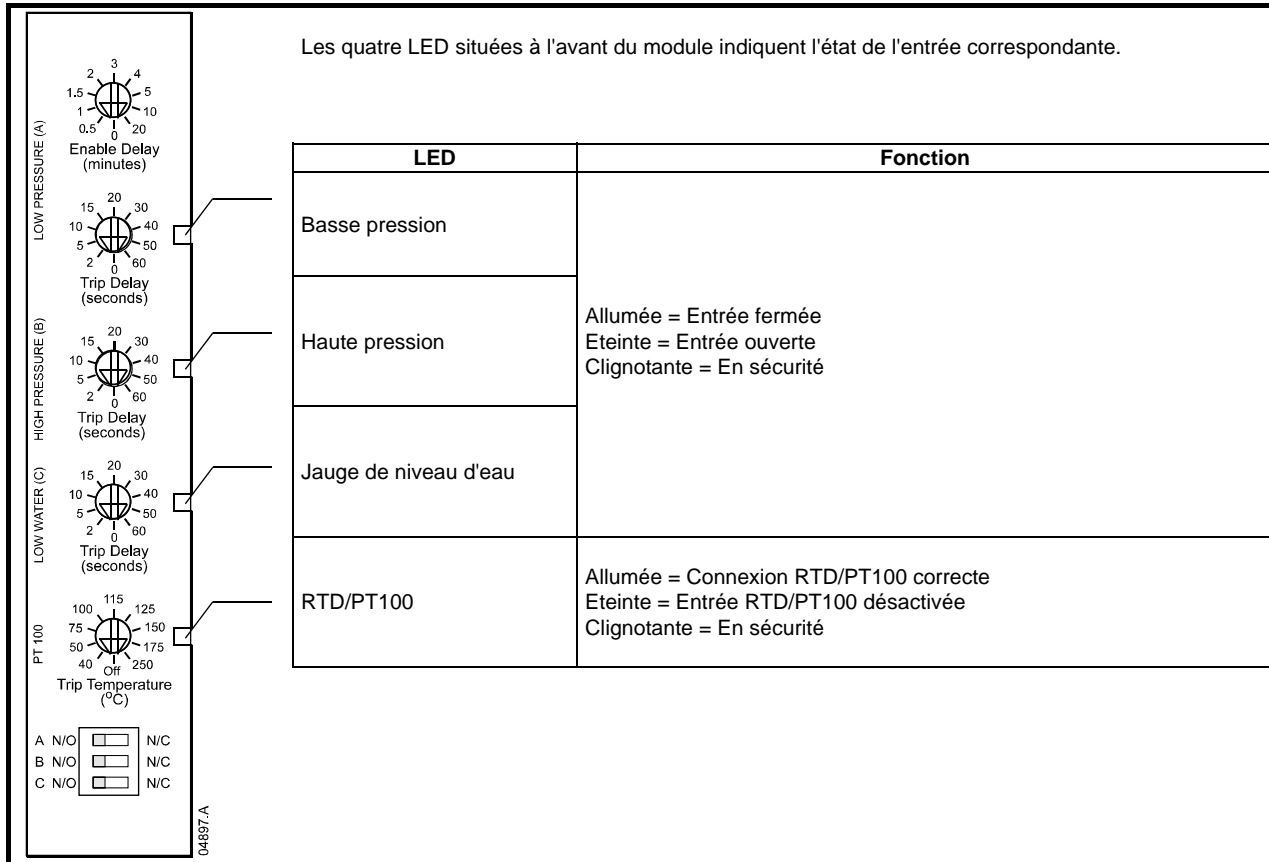 Les quatre LED situées à l'avant du module indiquent l'état de l'entrée correspondante.
LOW PRESSURE (A)
0.5 1 1.5 2 3 4 5 10 20 0
Enable Delay
(minutes)
2 5 10 15 20 30 40 50 60 0
Trip Delay
(seconds)
HIGH PRESSURE (B)
2 5 10 15 20 30 40 50 60 0
Trip Delay
(seconds)
LOW WATER (C)
2 5 10 15 20 30 40 50 60 0
Trip Delay
(seconds)
PT 100
40 50 75 100 115 125 150 175 250 Off
Trip Temperature
(°C)
A N/O N/C
B N/O N/C
C N/O N/C
04897.A
LED Fonction
Basse pression
Haute pression
Jauge de niveau d'eau
Allumée = Entrée fermée
Eteinte = Entrée ouverte
Clignotante = En sécurité
RTD/PT100
Allumée = Connexion RTD/PT100 correcte
Eteinte = Entrée RTD/PT100 désactivée
Clignotante = En sécurité